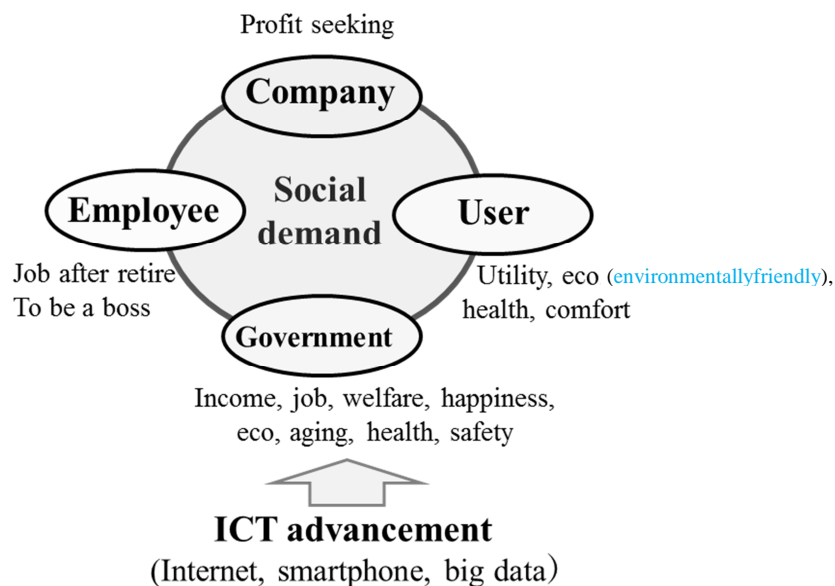 Profit seeking
Company
Social
demand
Employee
User
Job after retire
To be a boss
Utility, eco (environmentallyfriendly),
health, comfort
Government
Income, job, welfare, happiness,
eco, aging, health, safety
ICT advancement
(Internet, smartphone, big data)